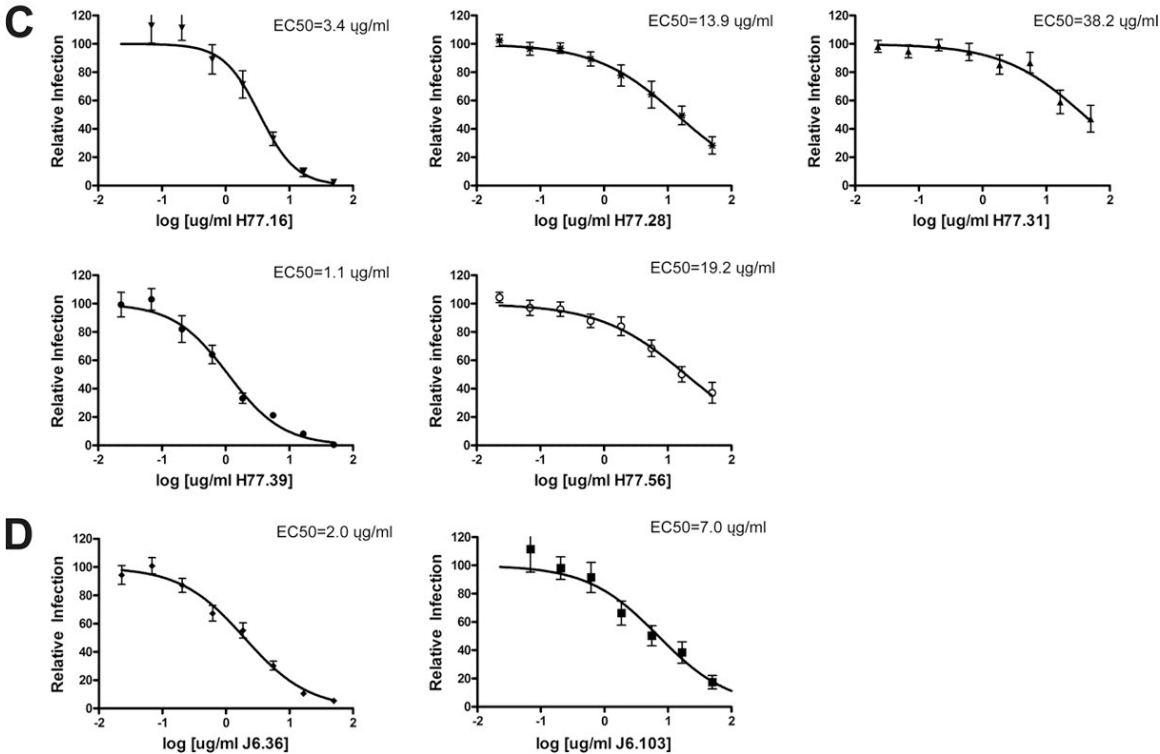 C
EC50=3.4 ųg/ml
120
100
80
60
40
20
0
Relative Infection
-2 -1 0 1 2
log [ug/ml H77.16]
EC50=13.9 ųg/ml
120
100
80
60
40
20
0
Relative Infection
-2 -1 0 1 2
log [ug/ml H77.28]
EC50=38.2 ųg/ml
120
100
80
60
40
20
0
Relative Infection
-2 -1 0 1 2
log [ug/ml H77.31]
EC50=1.1 ųg/ml
120
100
80
60
40
20
0
Relative Infection
-2 -1 0 1 2
log [ug/ml H77.39]
EC50=19.2 ųg/ml
120
100
80
60
40
20
0
Relative Infection
-2 -1 0 1 2
log [ug/ml H77.56]
D
EC50=2.0 ųg/ml
120
100
80
60
40
20
0
Relative Infection
-2 -1 0 1 2
log [ug/ml J6.36]
EC50=7.0 ųg/ml
120
100
80
60
40
20
0
Relative Infection
-2 -1 0 1 2
log [ug/ml J6.103]